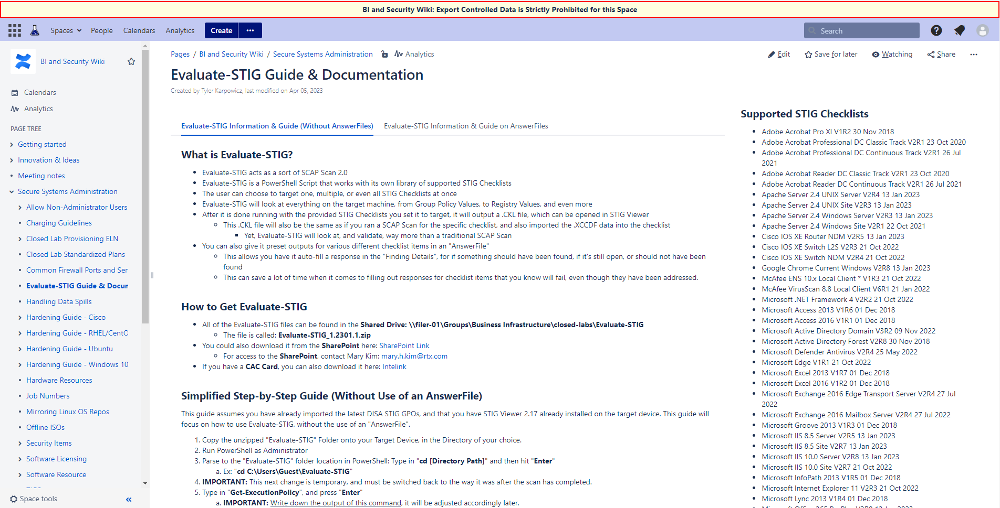 BI and Security Wiki: Export Controlled Data is Strictly Prohibited for this Space
Spaces
People
Calendars
Analytics
Create
Search
BI and Security Wiki
Calendars
Analytics
PAGE TREE
Getting started
Innovation & Ideas
Meeting notes
Secure Systems Administration
Allow Non-Administrator Users
Charging Guidelines
Closed Lab Provisioning ELN
Closed Lab Standardized Plans
Common Firewall Ports and Ser
Evaluate-STIG Guide & Docun
Handling Data Spills
Hardening Guide - Cisco
Hardening Guide - RHEL/CentO
Hardening Guide - Ubuntu
Hardening Guide - Windows 10
Hardware Resources
Job Numbers
Mirroring Linux OS Repos
Offline ISOs
Security Items
Software Licensing
Software Resource
Space tools
Pages / BI and Security Wiki / Secure Systems Administration Analytics
Edit Save for later Watching Share
Evaluate-STIG Guide & Documentation
Created by Tyler Karpowicz, last modified on Apr 05, 2023
Evaluate-STIG Information & Guide (Without AnswerFiles) Evaluate-STIG Information & Guide on AnswerFiles
What is Evaluate-STIG?
Evaluate-STIG acts as a sort of SCAP Scan 2.0
Evaluate-STIG is a PowerShell Script that works with its own library of supported STIG Checklists
The user can choose to target one, multiple, or even all STIG Checklists at once
Evaluate-STIG will look at everything on the target machine, from Group Policy Values, to Registry Values, and even more
After it is done running with the provided STIG Checklists you set it to target, it will output a .CKL file, which can be opened in STIG Viewer
This .CKL file will also be the same as if you ran a SCAP Scan for the specific checklist, and also imported the .XCCDF data into the checklist
Yet, Evaluate-STIG will look at, and validate, way more than a traditional SCAP Scan
You can also give it preset outputs for various different checklist items in an "AnswerFile"
This allows you have it auto-fill a response in the "Finding Details", for if something should have been found, if it's still open, or should not have been
found
This can save a lot of time when it comes to filling out responses for checklist items that you know will fail, even though they have been addressed.
How to Get Evaluate-STIG
All of the Evaluate-STIG files can be found in the Shared Drive: \\filer-01\Groups\Business Infrastructure\closed-labs\Evaluate-STIG
The file is called: Evaluate-STIG_1.2301.1.zip
You could also download it from the SharePoint here: SharePoint Link
For access to the SharePoint, contact Mary Kim: mary.h.kim@rtx.com
If you have a CAC Card, you can also download it here: Intelink
Simplified Step-by-Step Guide (Without Use of an AnswerFile)
This guide assumes you have already imported the latest DISA STIG GPOs, and that you have STIG Viewer 2.17 already installed on the target device. This guide will
focus on how to use Evaluate-STIG, without the use of an "AnswerFile".
1. Copy the unzipped "Evaluate-STIG" Folder onto your Target Device, in the Directory of your choice.
2. Run PowerShell as Administrator
3. Parse to the "Evaluate-STIG" folder location in PowerShell: Type in "cd [Directory Path]" and then hit "Enter"
a. Ex: "cd C:\Users\Guest\Evaluate-STIG"
4. IMPORTANT: This next change is temporary, and must be switched back to the way it was after the scan has completed.
5. Type in "Get-ExecutionPolicy", and press "Enter"
a. IMPORTANT: Write down the output of this command, it will be adjusted accordingly later.
Supported STIG Checklists
Adobe Acrobat Pro XI V1R2 30 Nov 2018
Adobe Acrobat Professional DC Classic Track V2R1 23 Oct 2020
Adobe Acrobat Professional DC Continuous Track V2R1 26 Jul
2021
Adobe Acrobat Reader DC Classic Track V2R1 23 Oct 2020
Adobe Acrobat Reader DC Continuous Track V2R1 26 Jul 2021
Apache Server 2.4 UNIX Server V2R4 13 Jan 2023
Apache Server 2.4 UNIX Site V2R3 13 Jan 2023
Apache Server 2.4 Windows Server V2R3 13 Jan 2023
Apache Server 2.4 Windows Site V2R1 22 Oct 2021
Cisco IOS XE Router NDM V2R5 13 Jan 2023
Cisco IOS XE Switch L2S V2R3 21 Oct 2022
Cisco IOS XE Switch NDM V2R4 21 Oct 2022
Google Chrome Current Windows V2R8 13 Jan 2023
McAfee ENS 10.x Local Client * V1R3 21 Oct 2022
McAfee VirusScan 8.8 Local Client V6R1 21 Jan 2022
Microsoft .NET Framework 4 V2R2 21 Oct 2022
Microsoft Access 2013 V1R6 01 Dec 2018
Microsoft Access 2016 V1R1 01 Dec 2018
Microsoft Active Directory Domain V3R2 09 Nov 2022
Microsoft Active Directory Forest V2R8 30 Nov 2018
Microsoft Defender Antivirus V2R4 25 May 2022
Microsoft Edge V1R1 21 Oct 2022
Microsoft Excel 2013 V1R7 01 Dec 2018
Microsoft Excel 2016 V1R2 01 Dec 2018
Microsoft Exchange 2016 Edge Transport Server V2R4 27 Jul
2022
Microsoft Exchange 2016 Mailbox Server V2R4 27 Jul 2022
Microsoft Groove 2013 V1R3 01 Dec 2018
Microsoft IIS 8.5 Server V2R5 13 Jan 2023
Microsoft IIS 8.5 Site V2R7 13 Jan 2023
Microsoft IIS 10.0 Server V2R8 13 Jan 2023
Microsoft IIS 10.0 Site V2R7 21 Oct 2022
Microsoft InfoPath 2013 V1R5 01 Dec 2018
Microsoft Internet Explorer 11 V2R3 21 Oct 2022
Microsoft Lync 2013 V1R4 01 Dec 2018